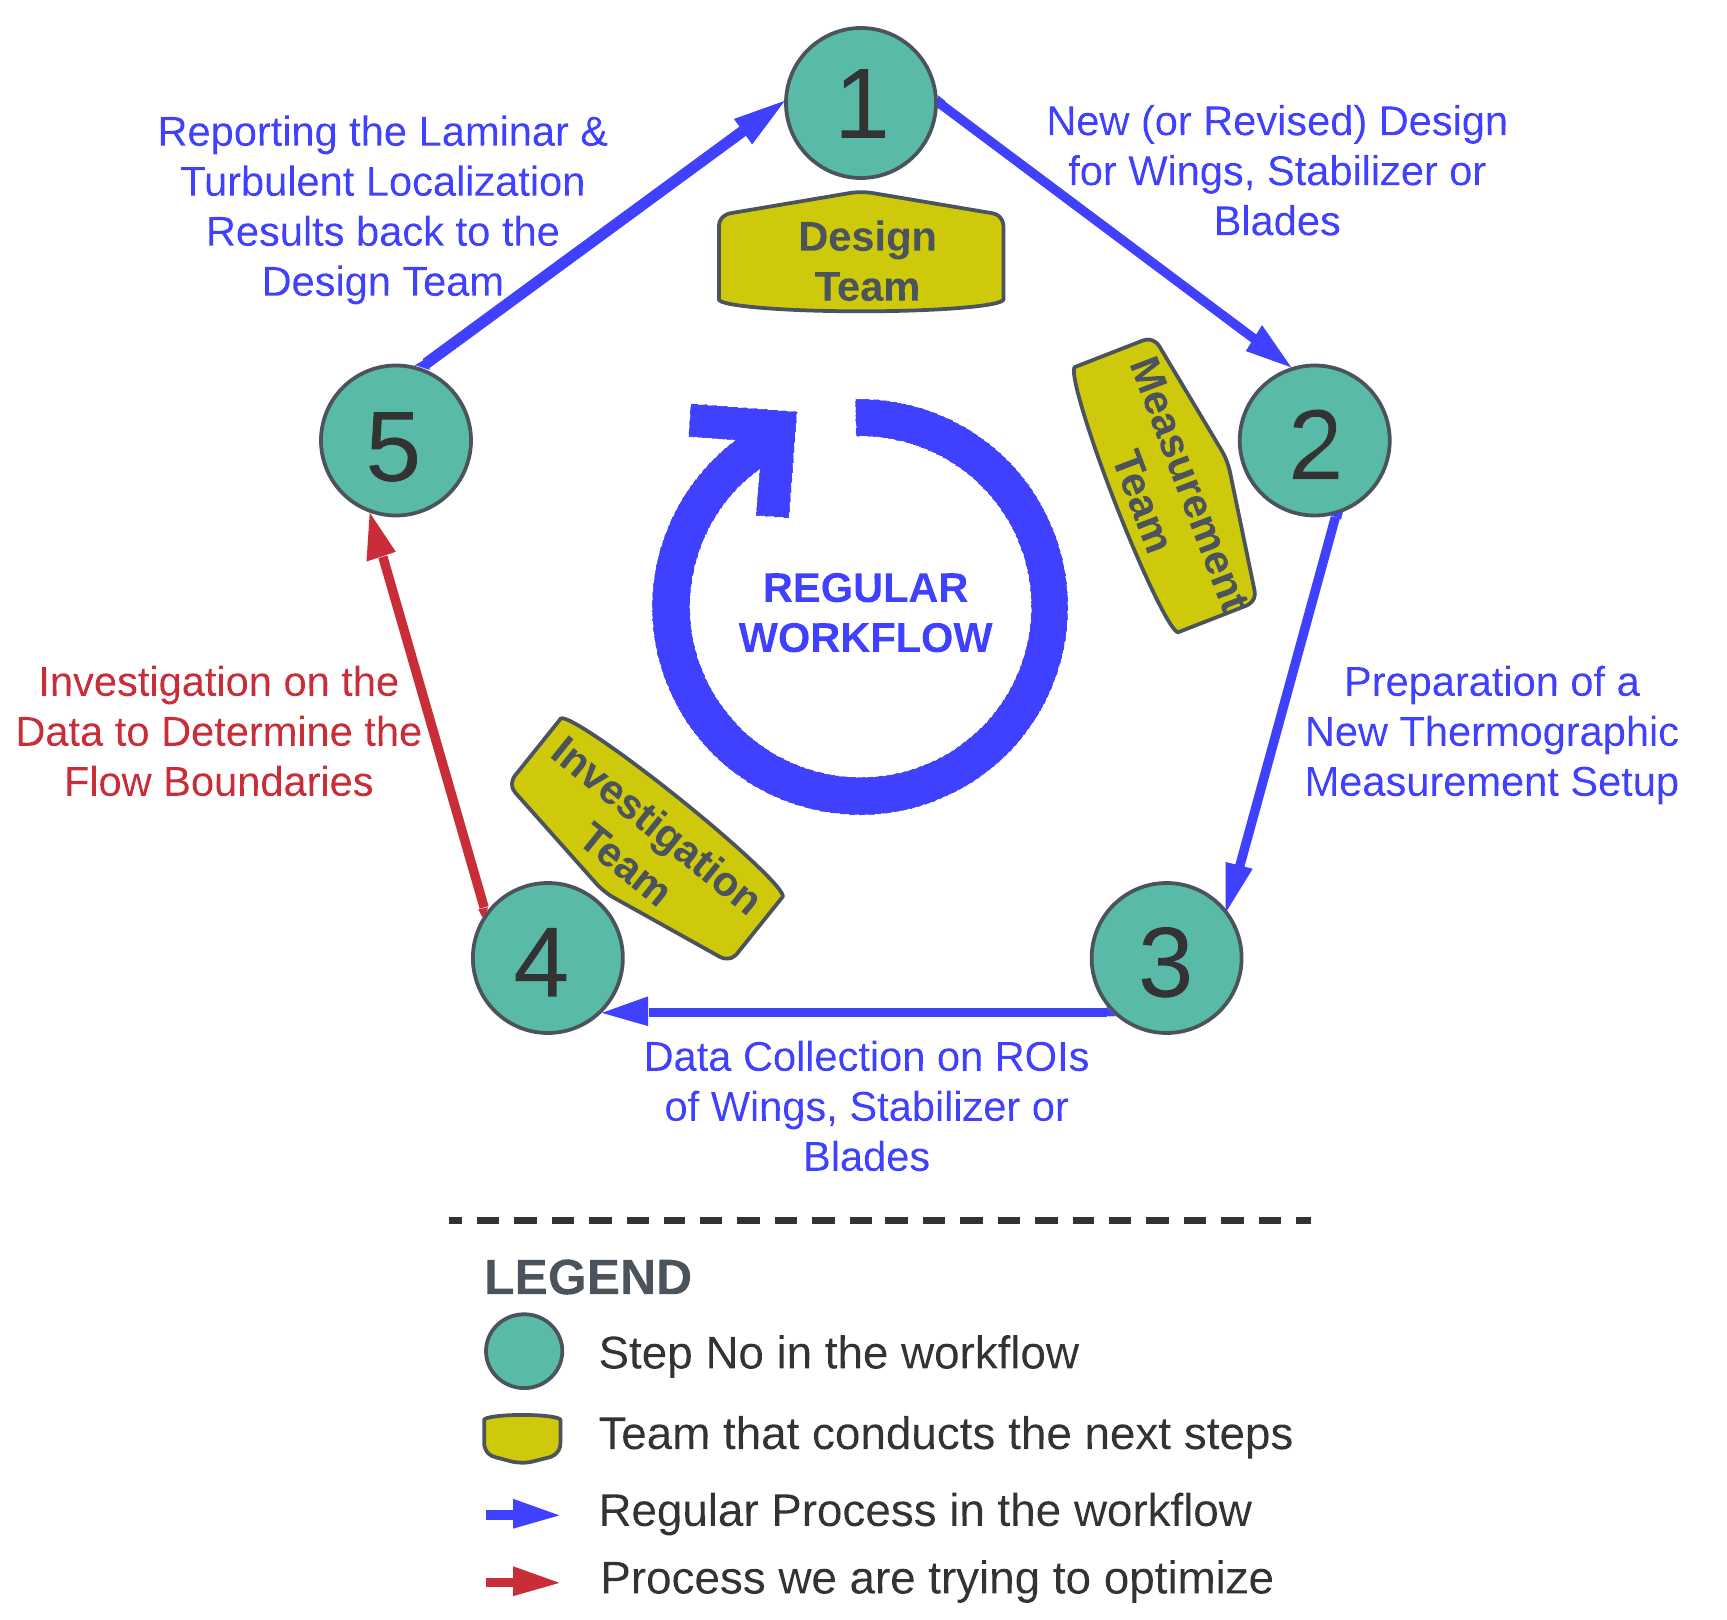 1
New (or Revised) Design
for Wings, Stabilizer or
Blades
Reporting the Laminar &
Turbulent Localization
Results back to the
Design Team
Design
Team
5
2
Measurement
Team
REGULAR
WORKFLOW
Investigation on the
Data to Determine the
Flow Boundaries
Preparation of a
New Thermographic
Measurement Setup
Investigation
Team
4
3
Data Collection on ROIs
of Wings, Stabilizer or
Blades
LEGEND
Step No in the workflow
Team that conducts the next steps
Regular Process in the workflow
Process we are trying to optimize